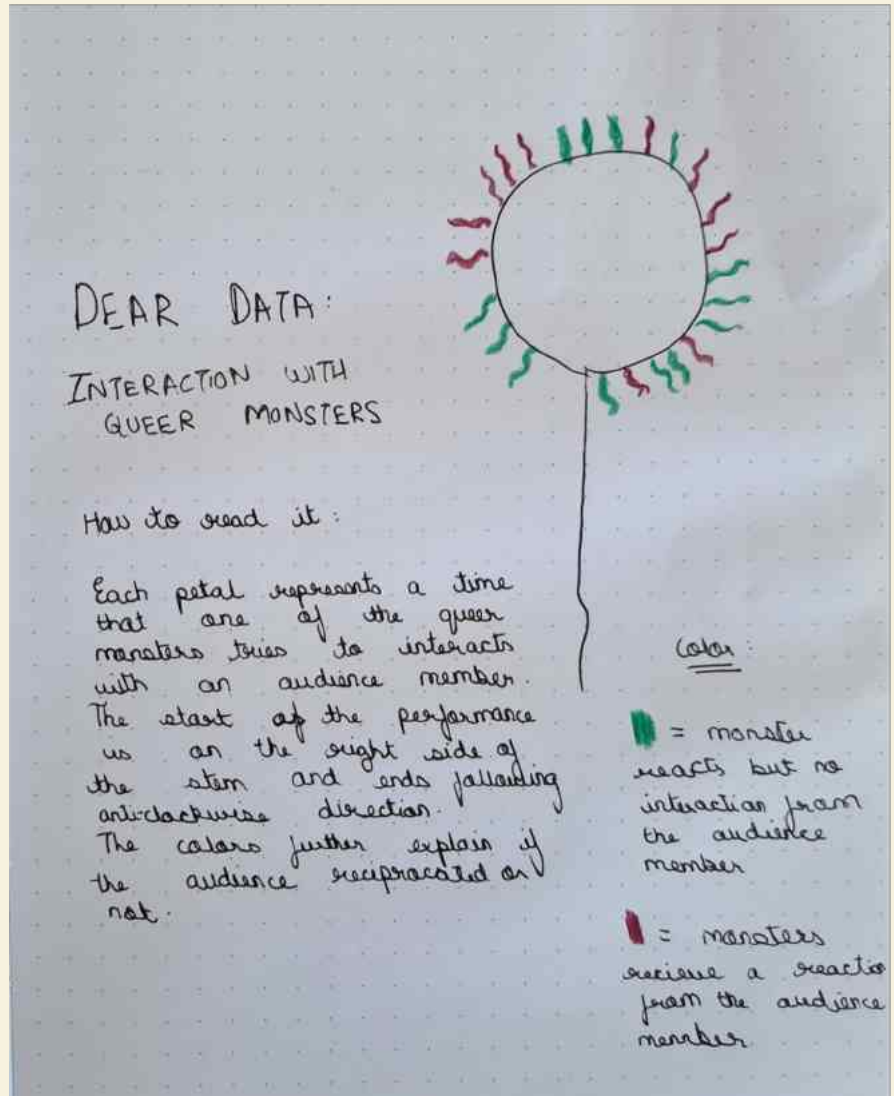 DEAR DATA:
INTERACTION WITH
QUEER MONSTERS
How to read it:
Each petal represents a time
that one of the queer
monsters tries to interacts
with an audience member.
The start of the performance
us on the right side of
the stem and ends following
anti-clockwise direction.
The colors further explain if
the audience reciprocated or
not.
Color:
= monster
reacts but no
interaction from
the audience
member
= monsters
recieve a reactio
from the audience
member